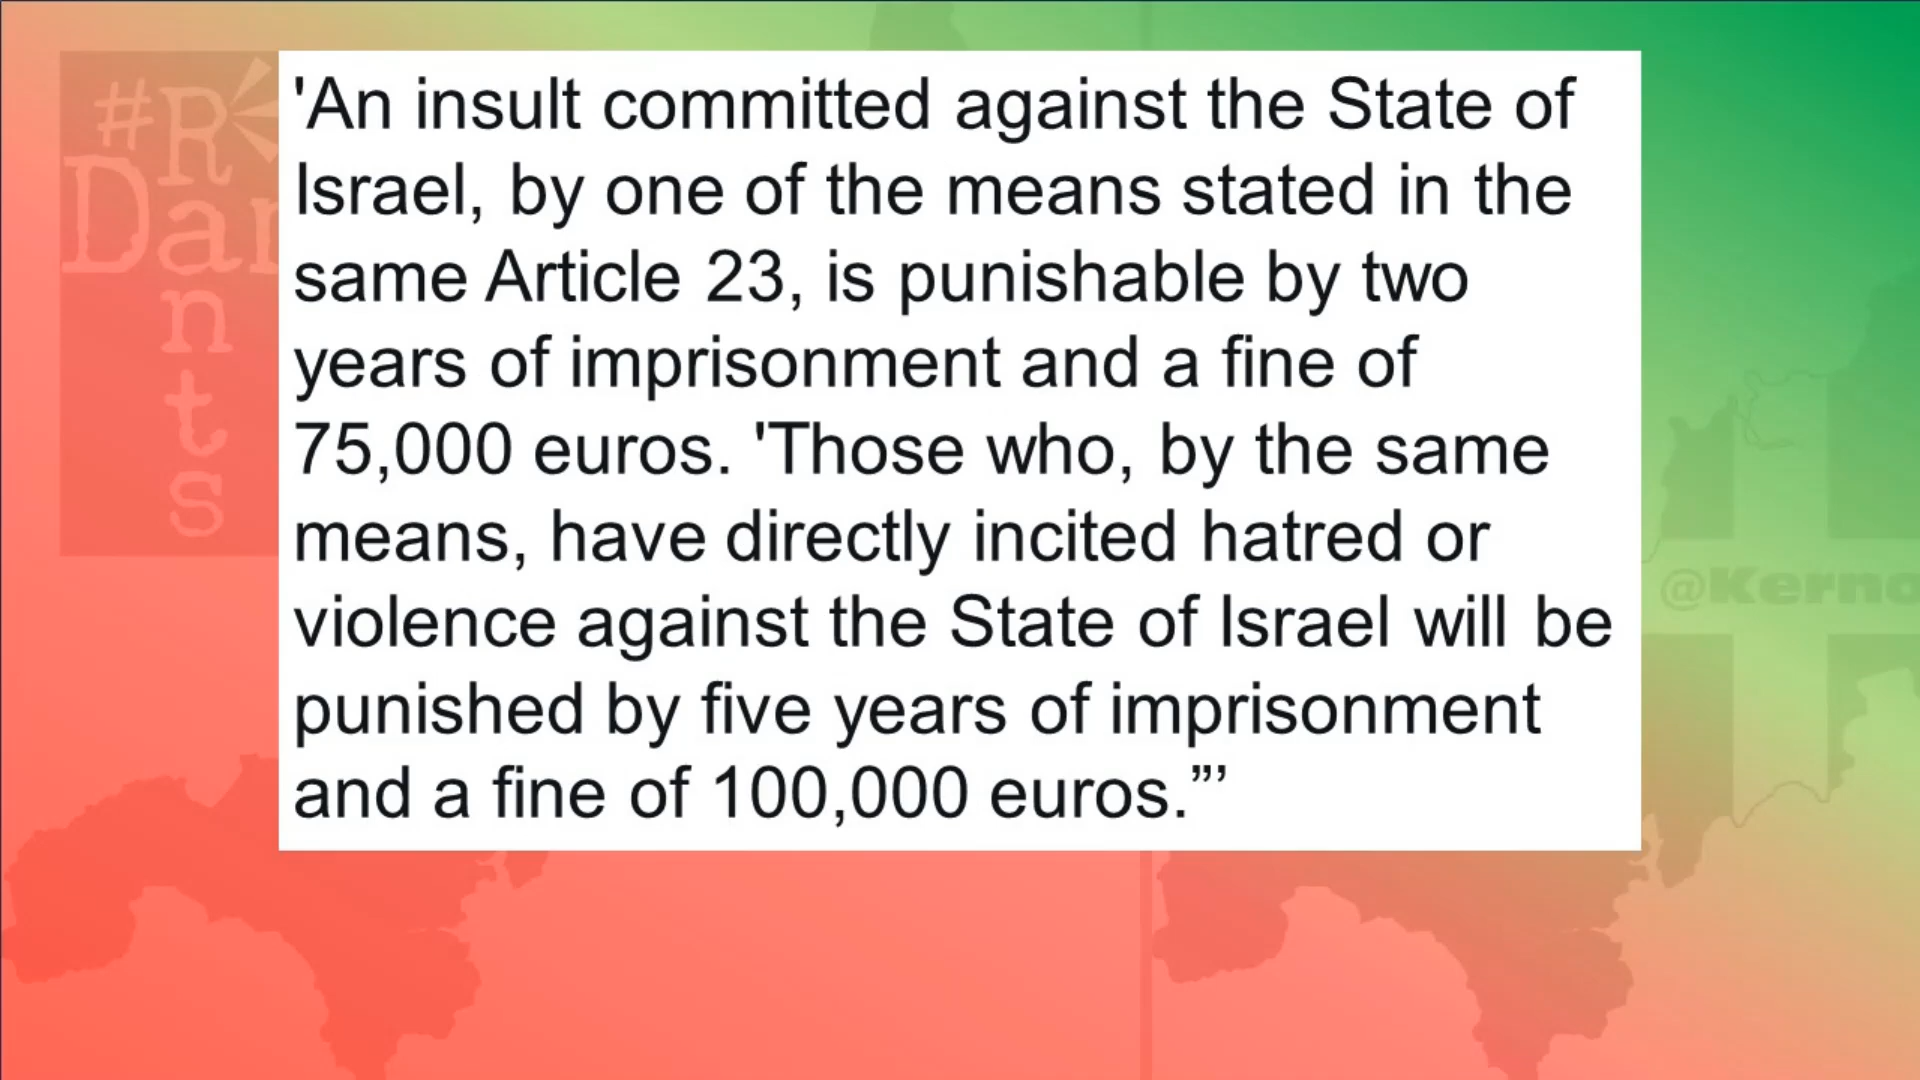 #R
Dan
t
s
'An insult committed against the State of
Israel, by one of the means stated in the
same Article 23, is punishable by two
years of imprisonment and a fine of
75,000 euros. 'Those who, by the same
means, have directly incited hatred or
violence against the State of Israel will be
punished by five years of imprisonment
and a fine of 100,000 euros.”’